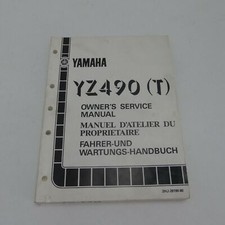 YAMAHA
YZ490 (T)
OWNER'S SERVICE
MANUAL
MANUEL D'ATELIER DU
PROPRIETAIRE
FAHRER-UND
WARTUNGS-HANDBUCH